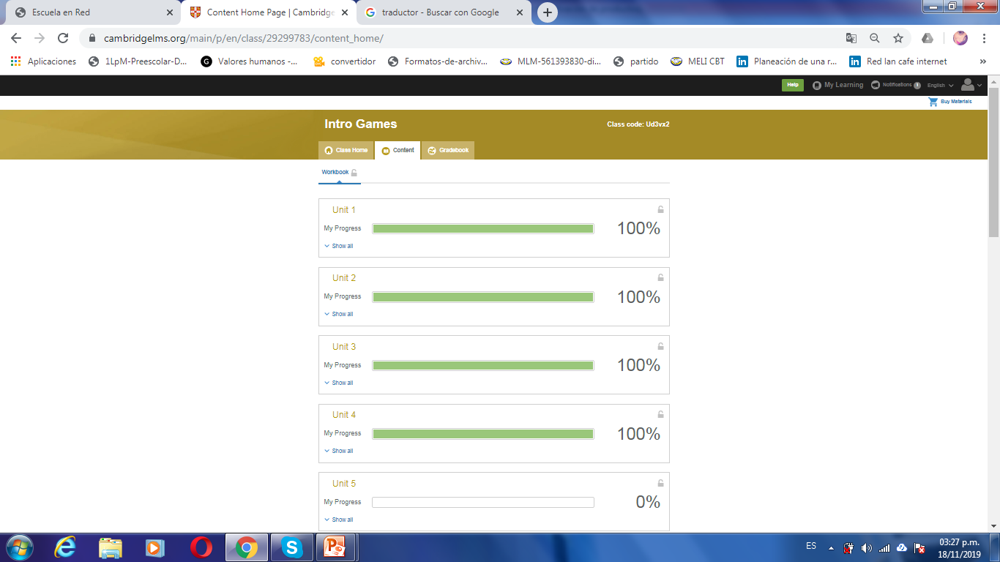 Escuela en Red
Content Home Page | Cambridge
traductor - Buscar con Google
cambridgelms.org/main/p/en/class/29299783/content_home/
Aplicaciones
1LpM-Preescolar-D...
Valores humanos -...
convertidor
Formatos-de-archiv...
MLM-561393830-di...
partido
MELI CBT
Planeación de una r...
Red lan cafe internet
»
Help
My Learning
Notifications 1
English
Buy Materials
Intro Games
Class code: Ud3vx2
Class Home
Content
Gradebook
Workbook
Unit 1
My Progress
100%
Show all
Unit 2
My Progress
100%
Show all
Unit 3
My Progress
100%
Show all
Unit 4
My Progress
100%
Show all
Unit 5
My Progress
0%
Show all
ES
03:27 p.m.
18/11/2019